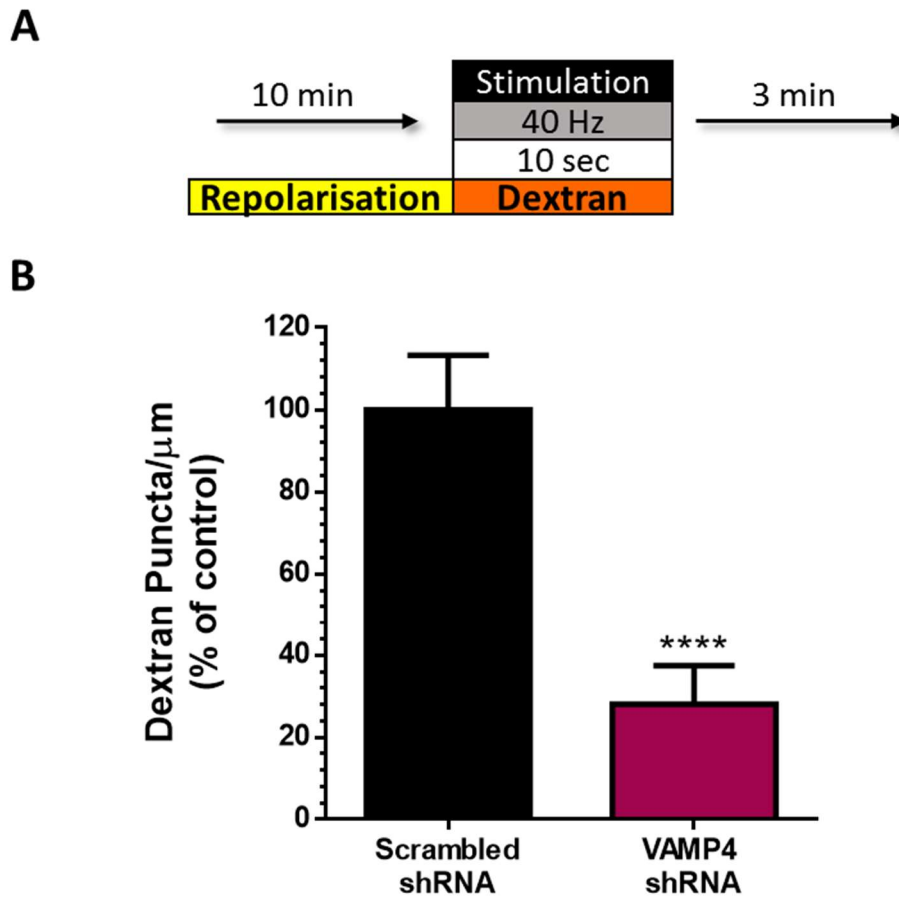 A
10 min
Stimulation
3 min
40 Hz
10 sec
Repolarisation
Dextran
B
Dextran Puncta/μm
(% of control)
120
100
80
60
40
20
0
****
Scrambled
shRNA
VAMP4
shRNA